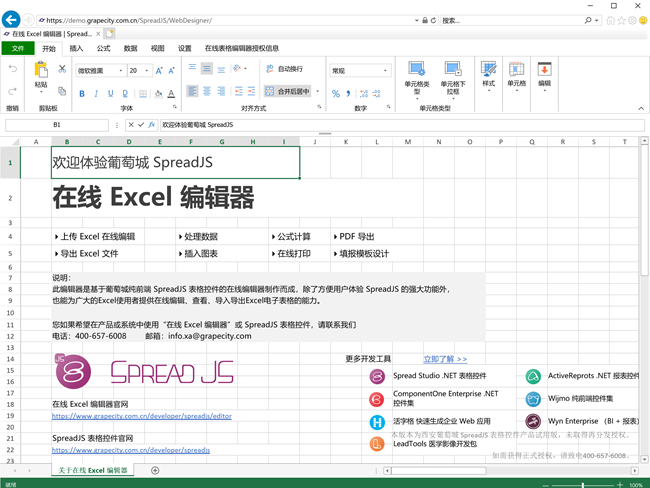 https://demo.grapecity.com.cn/SpreadJS/WebDesigner/
搜索...
在线 Excel 编辑器 | Spread...
文件 开始 插入 公式 数据 视图 设置 在线表格编辑器授权信息
粘贴
微软雅黑 20
自动换行
合并后居中
常规
单元格类型
单元格下拉框
样式
单元格
编辑
撤销 剪贴板 字体 对齐方式 数字 单元格类型
B1
欢迎体验葡萄城 SpreadJS
A B C D E F G H I J K L M N O P Q R S T
1 欢迎体验葡萄城 SpreadJS
2 在线 Excel 编辑器
3
4 上传 Excel 在线编辑 处理数据 公式计算 PDF 导出
5 导出 Excel 文件 插入图表 在线打印 填报模板设计
6
7 说明:
8 此编辑器是基于葡萄城纯前端 SpreadJS 表格控件的在线编辑器制作而成，除了方便用户体验 SpreadJS 的强大功能外，
9 也能为广大的Excel使用者提供在线编辑、查看、导入导出Excel电子表格的能力。
10
11 您如果希望在产品或系统中使用“在线 Excel 编辑器”或 SpreadJS 表格控件，请联系我们
12 电话：400-657-6008 邮箱：info.xa@grapecity.com
13
14 更多开发工具 立即了解 >>
JS
SPREAD JS
15 Spread Studio .NET 表格控件 ActiveReprots .NET 报表控件
16
17
ComponentOne Enterprise .NET 控件集
Wijmo 纯前端控件集
18 在线 Excel 编辑器官网
19 https://www.grapecity.com.cn/developer/spreadjs/editor
活字格 快速生成企业 Web 应用
Wyn Enterprise （BI + 报表）
20
21 SpreadJS 表格控件官网
LeadTools 医学影像开发包
22 https://www.grapecity.com.cn/developer/spreadjs
23
本版本为西安葡萄城 SpreadJS 表格控件产品试用版，未取得再分发授权。
如需获得正式授权，请致电400-657-6008。
关于在线 Excel 编辑器
就绪
100%